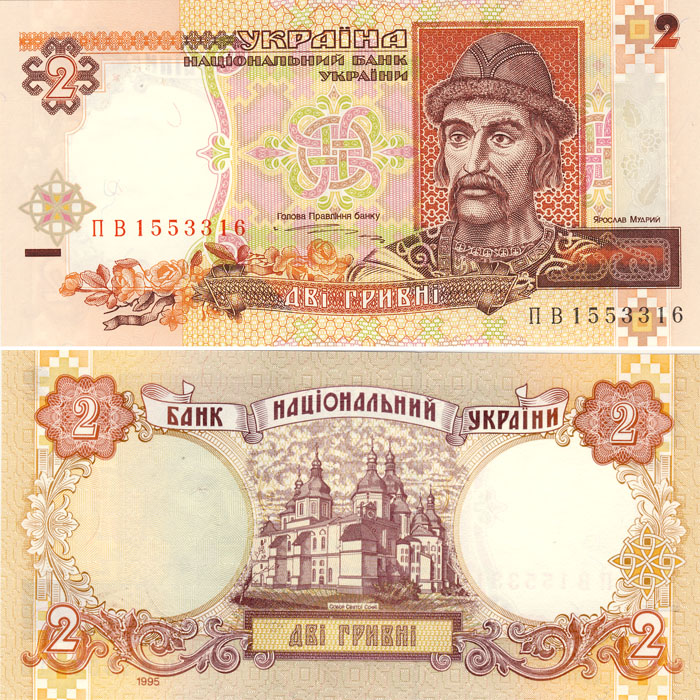 2
УКРАЇНА
НАЦІОНАЛЬНИЙ БАНК
УКРАЇНИ
2
ПВ1553316
Голова Правління банку
Ярослав Мудрий
ДВІ ГРИВНІ
ПВ1553316
2
БАНК НАЦІОНАЛЬНИЙ УКРАЇНИ
2
Собор Святої Софії
2
ДВІ ГРИВНІ
2
1995